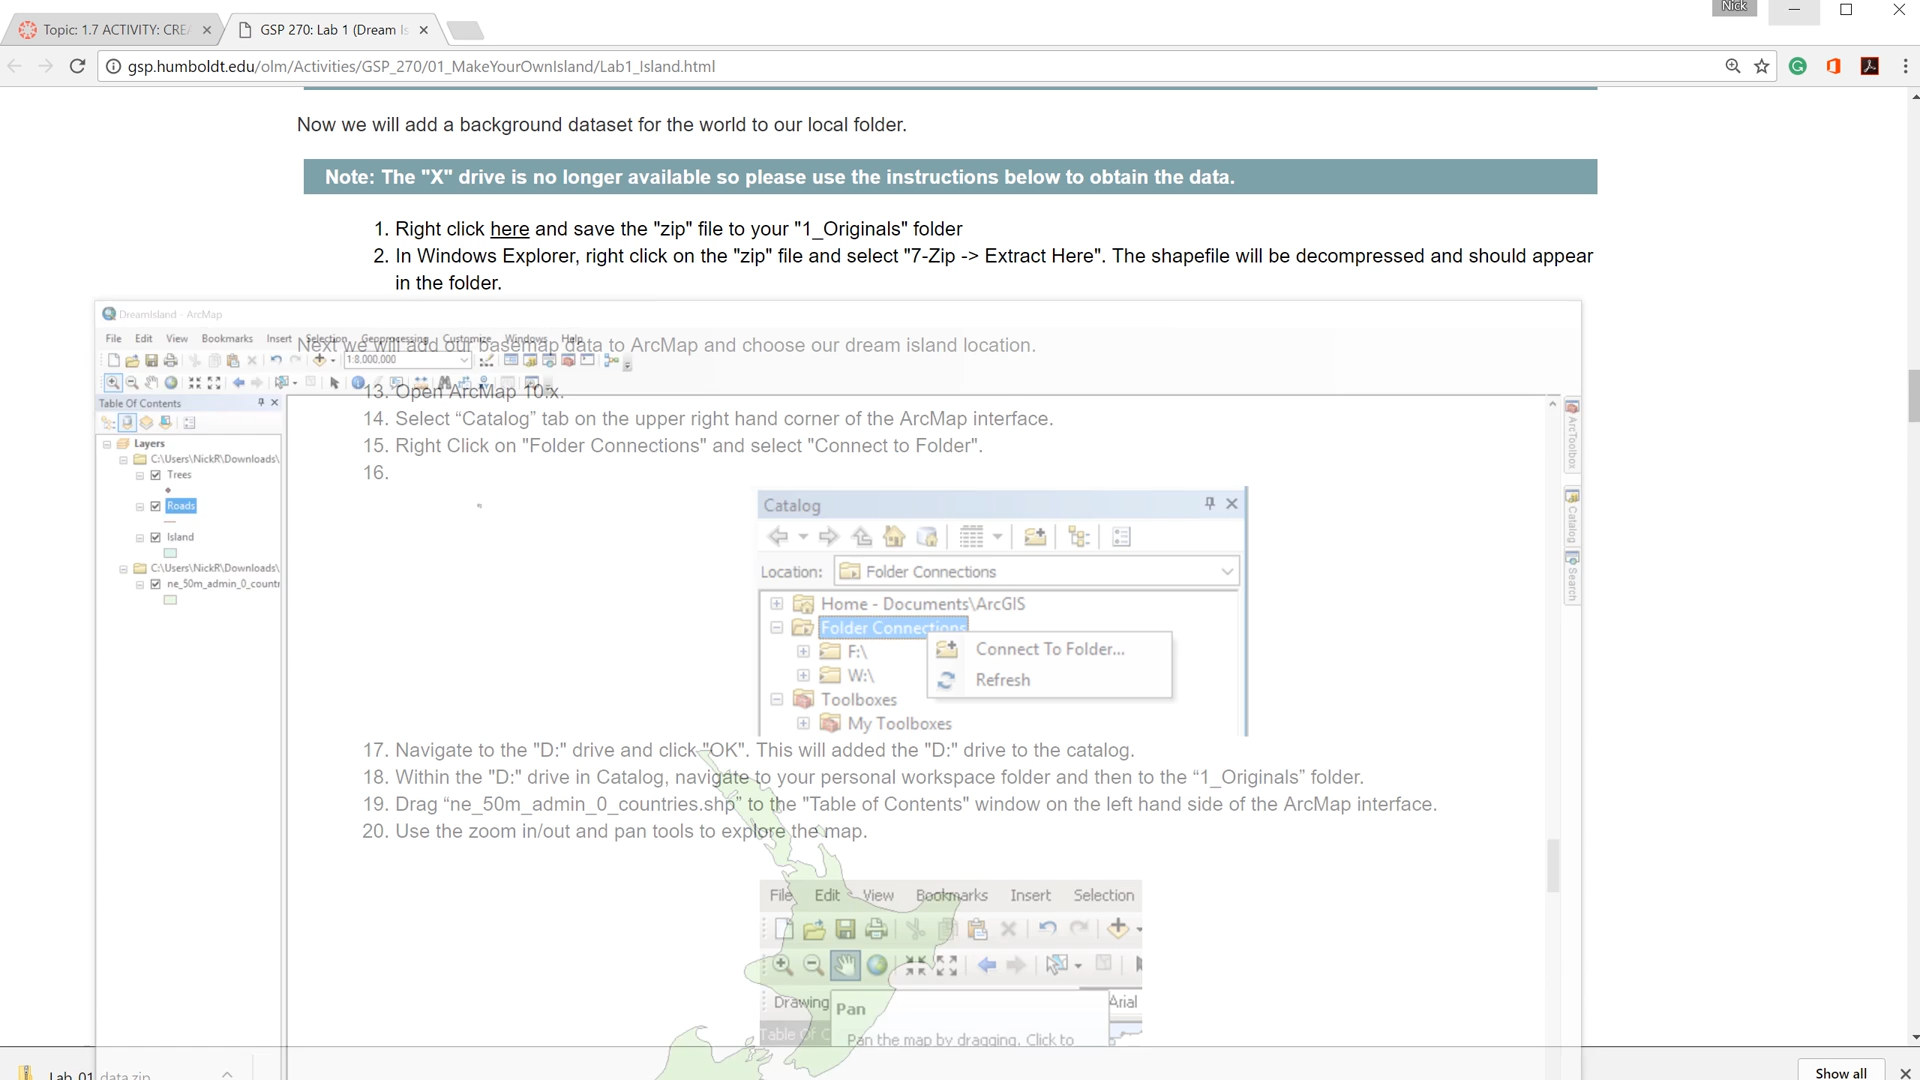 Nick
Topic: 1.7 ACTIVITY: CREA
GSP 270: Lab 1 (Dream Is
gsp.humboldt.edu/olm/Activities/GSP_270/01_MakeYourOwnIsland/Lab1_Island.html
Now we will add a background dataset for the world to our local folder.
Note: The "X" drive is no longer available so please use the instructions below to obtain the data.
1. Right click here and save the "zip" file to your "1_Originals" folder
2. In Windows Explorer, right click on the "zip" file and select "7-Zip -> Extract Here". The shapefile will be decompressed and should appear
in the folder.
DreamIsland - ArcMap
File Edit View Bookmarks Insert Selection Geoprocessing Customize Windows Help
Next we will add our basemap data to ArcMap and choose our dream island location.
1:8,000,000
13. Open ArcMap 10.x.
Table Of Contents
14. Select “Catalog” tab on the upper right hand corner of the ArcMap interface.
15. Right Click on "Folder Connections" and select "Connect to Folder".
16.
Layers
C:\Users\NickR\Downloads\
Trees
Roads
Island
C:\Users\NickR\Downloads\
ne_50m_admin_0_countr
ArcToolbox
Catalog
Search
Catalog
Location: Folder Connections
Home - Documents\ArcGIS
Folder Connections
F:\
Connect To Folder...
W:\
Refresh
Toolboxes
My Toolboxes
17. Navigate to the "D:" drive and click "OK". This will added the "D:" drive to the catalog.
18. Within the "D:" drive in Catalog, navigate to your personal workspace folder and then to the “1_Originals” folder.
19. Drag “ne_50m_admin_0_countries.shp” to the "Table of Contents" window on the left hand side of the ArcMap interface.
20. Use the zoom in/out and pan tools to explore the map.
File Edit View Bookmarks Insert Selection
Drawing
Arial
Pan
Table Of C
Pan the map by dragging. Click to
Lab_01_data.zip
Show all